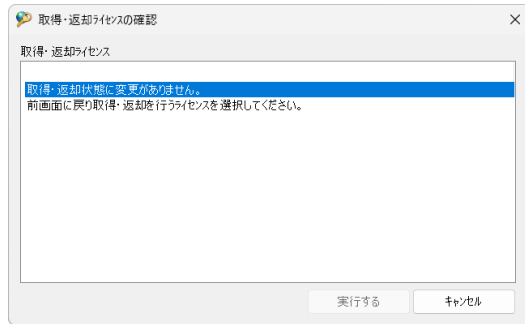 取得・返却ﾗｲｾﾝｽの確認
取得・返却ﾗｲｾﾝｽ
取得・返却状態に変更がありません。
前画面に戻り取得・返却を行うﾗｲｾﾝｽを選択してください。
実行する
ｷｬﾝｾﾙ